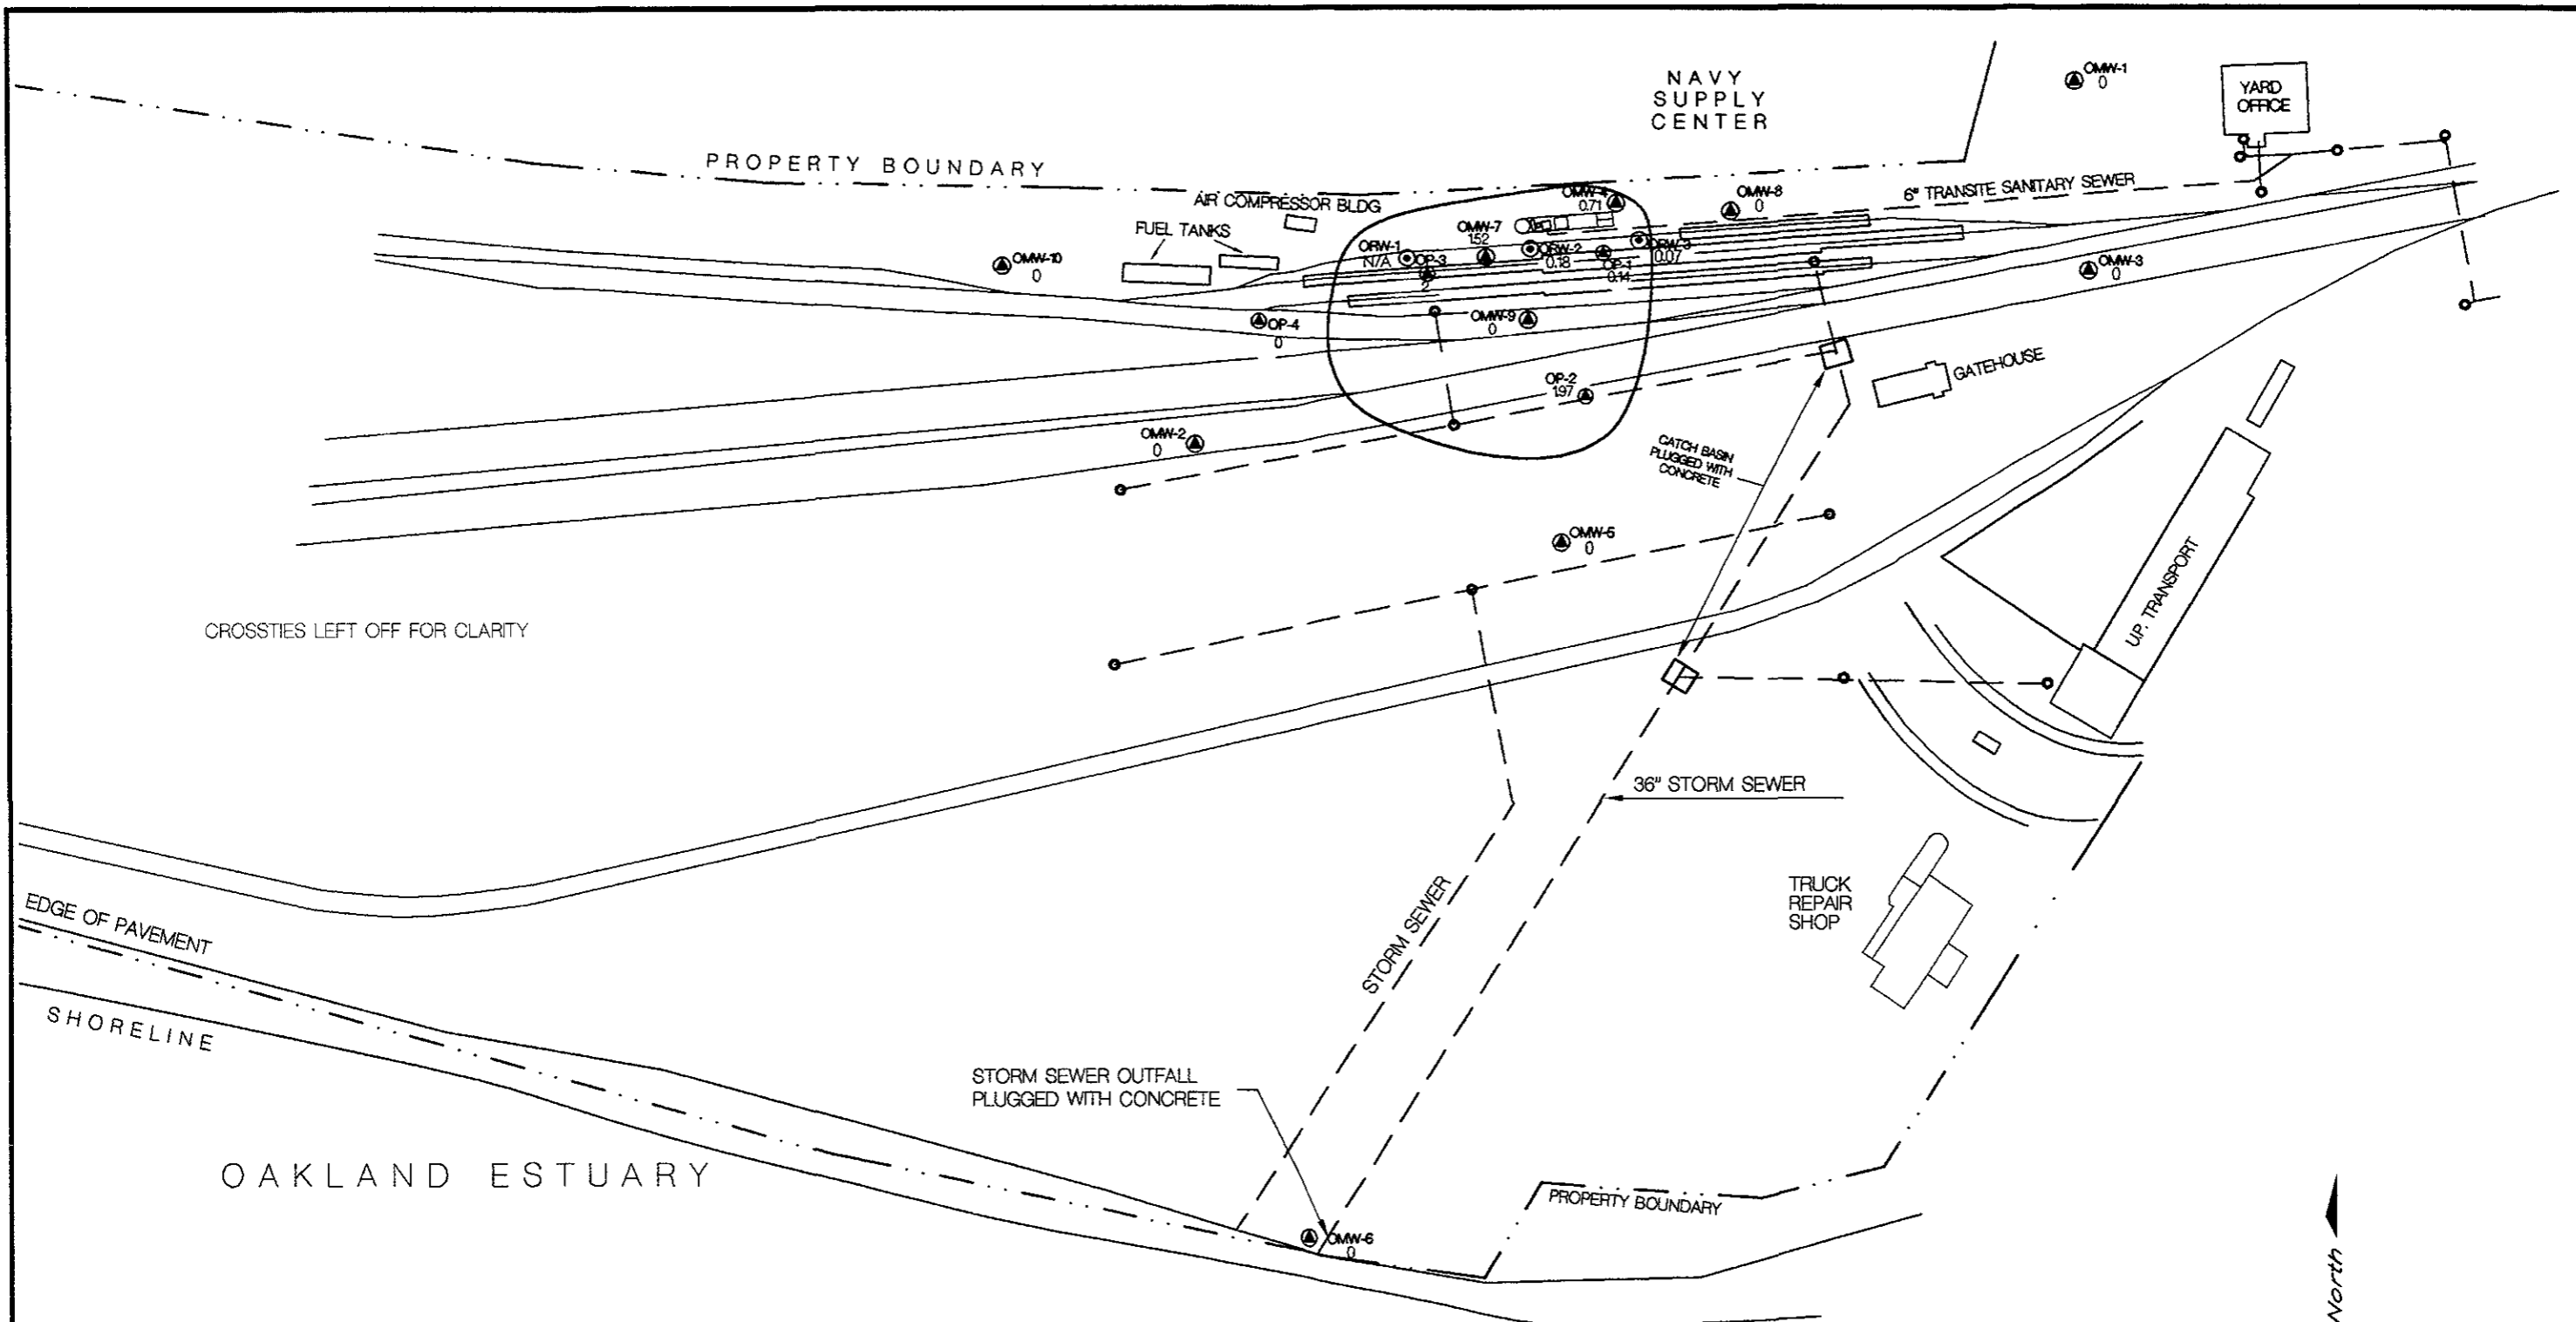 NAVY
SUPPLY
CENTER
OMW-1
0
YARD
OFFICE
PROPERTY BOUNDARY
AIR COMPRESSOR BLDG
FUEL TANKS
OMW-4
0.71
OMW-8
0
6" TRANSITE SANITARY SEWER
OMW-10
0
ORW-1
N/A
OP-3
2
OMW-7
1.52
ORW-2
0.18
OP-1
0.14
ORW-3
0.07
OMW-3
0
OP-4
0
OMW-9
0
GATEHOUSE
OP-2
1.97
OMW-2
0
CATCH BASIN
PLUGGED WITH
CONCRETE
OMW-5
0
U.P. TRANSPORT
CROSSTIES LEFT OFF FOR CLARITY
36" STORM SEWER
TRUCK
REPAIR
SHOP
STORM SEWER
EDGE OF PAVEMENT
SHORELINE
STORM SEWER OUTFALL
PLUGGED WITH CONCRETE
OAKLAND ESTUARY
PROPERTY BOUNDARY
OMW-6
0
North